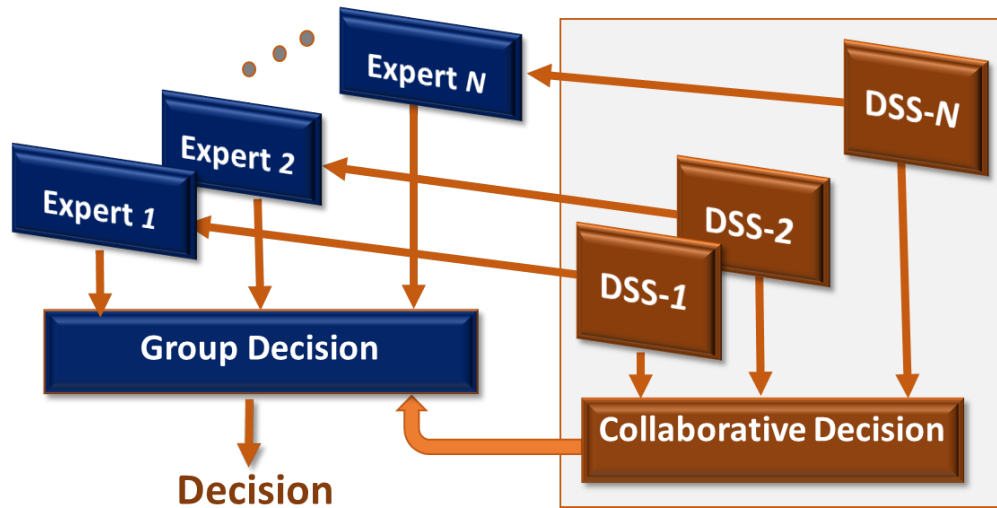 Expert N
DSS-N
Expert 2
DSS-2
Expert 1
DSS-1
Group Decision
Collaborative Decision
Decision